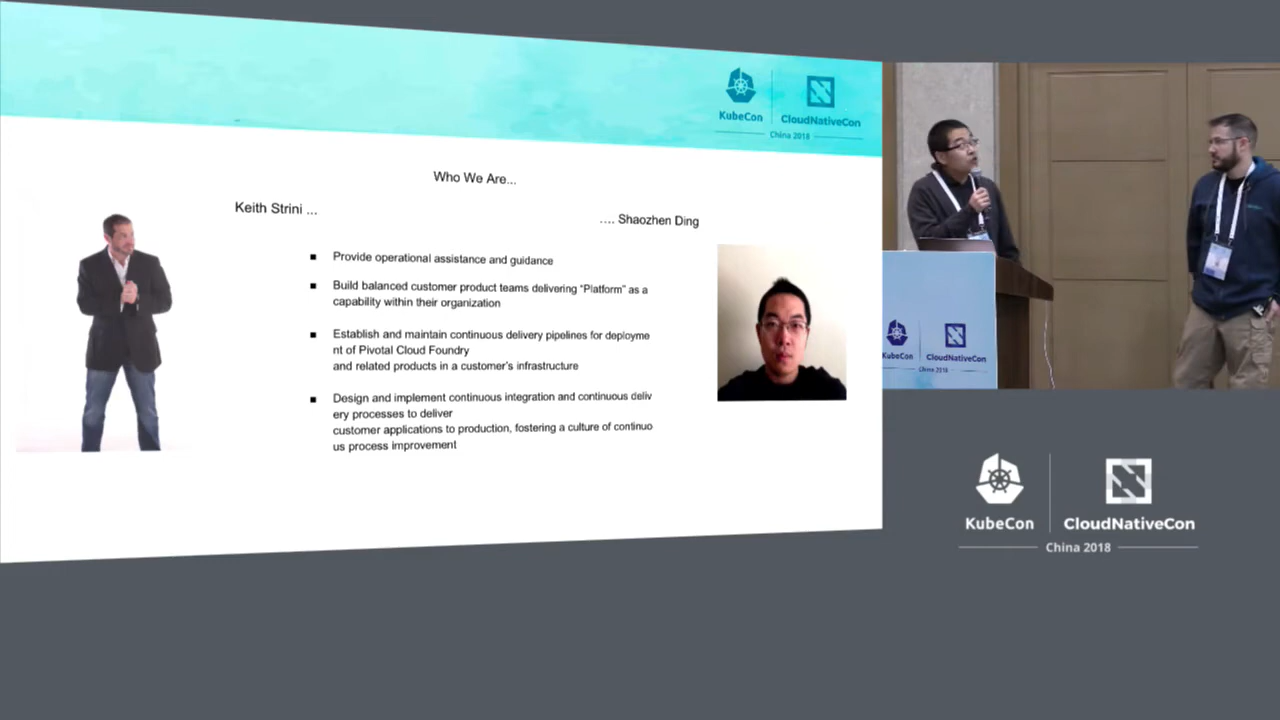 KubeCon
CloudNativeCon
China 2018
Who We Are...
Keith Strini ...
.... Shaozhen Ding
Provide operational assistance and guidance
Build balanced customer product teams delivering “Platform” as a
capability within their organization
Establish and maintain continuous delivery pipelines for deployme
nt of Pivotal Cloud Foundry
and related products in a customer’s infrastructure
Design and implement continuous integration and continuous deliv
ery processes to deliver
customer applications to production, fostering a culture of continuo
us process improvement
KubeCon
CloudNativeCon
China 2018
KubeCon
CloudNativeCon
China 2018